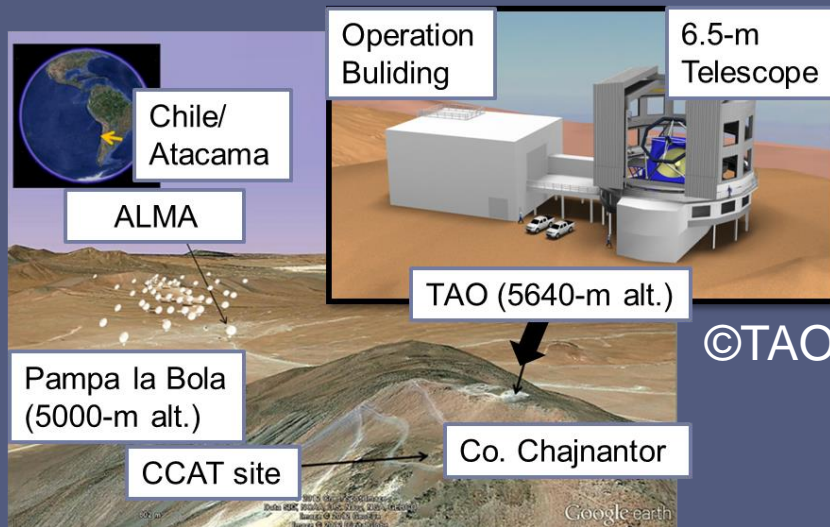 Operation
Buliding
6.5-m
Telescope
Chile/
Atacama
ALMA
TAO (5640-m alt.)
©TAO
Pampa la Bola
(5000-m alt.)
Co. Chajnantor
CCAT site
Google earth